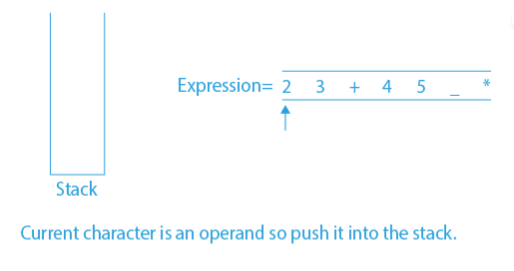 Expression= 2 3 + 4 5 _ *
Stack
Current character is an operand so push it into the stack.